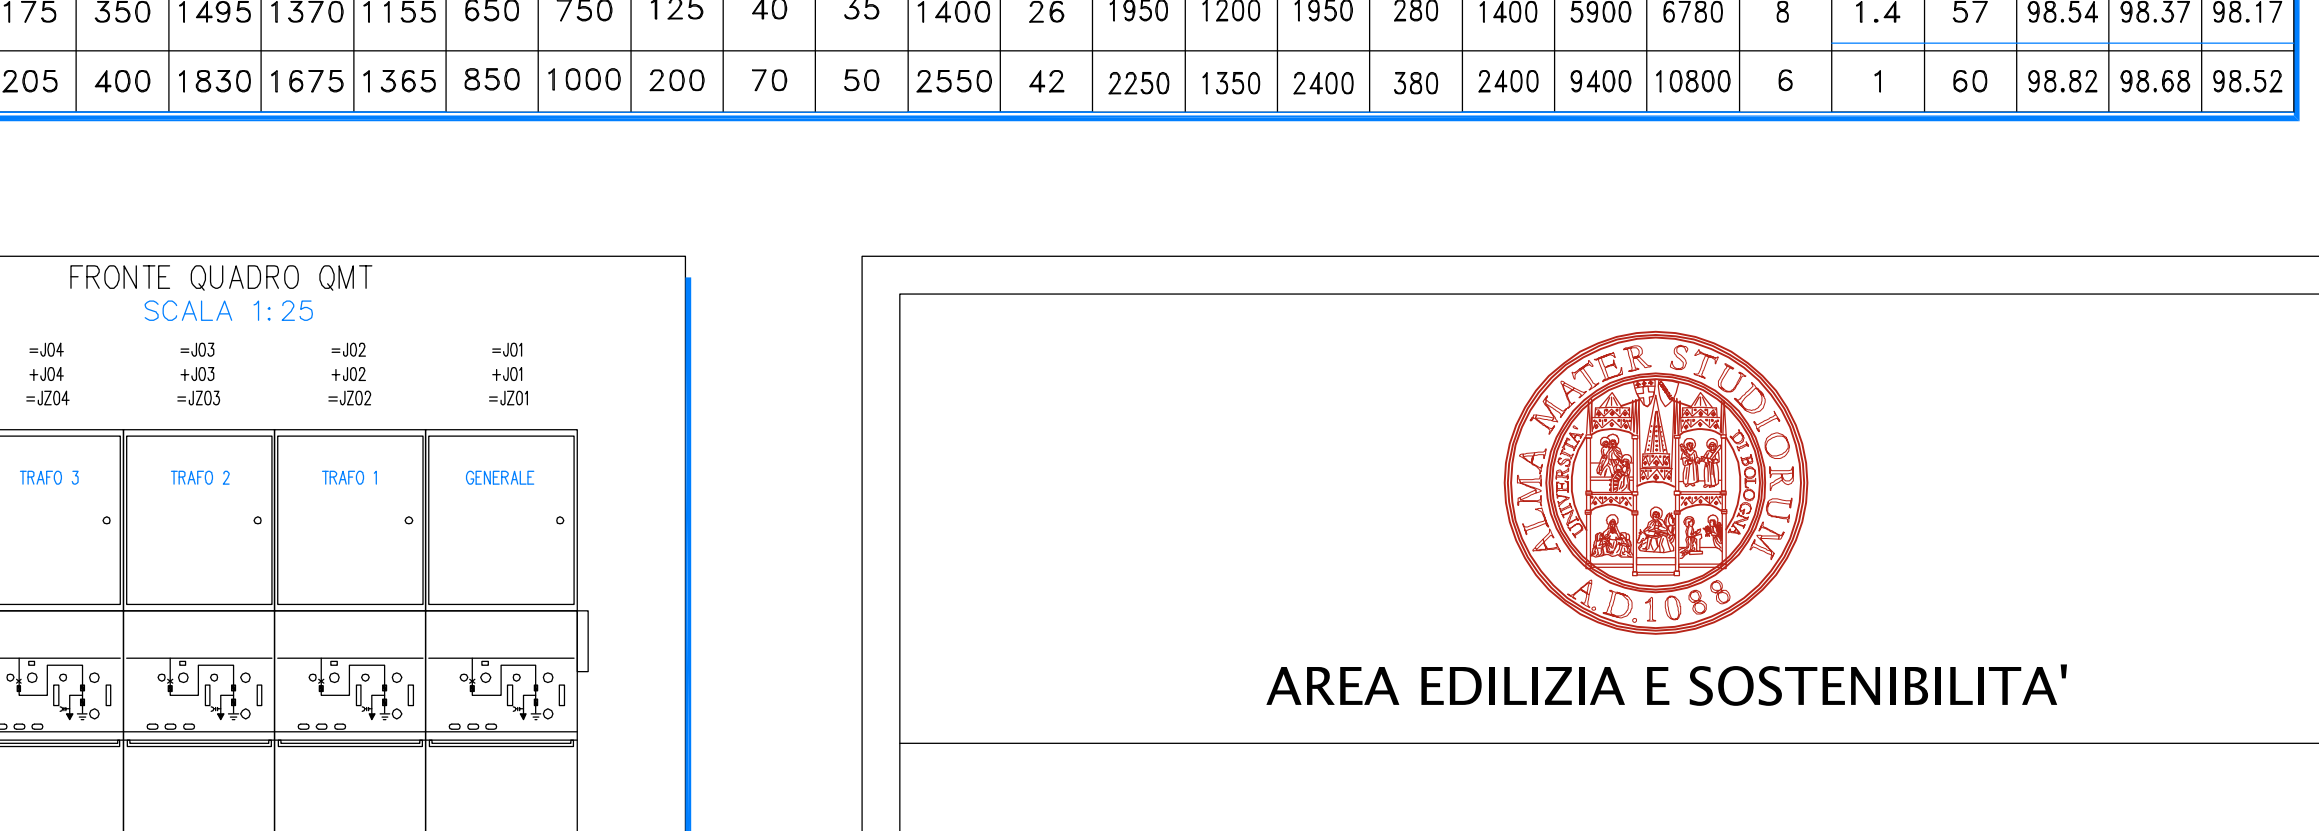 175 350 1495 1370 1155 650 750 125 40 35 1400 26 1950 1200 1950 280 1400 5900 6780 8 1.4 57 98.54 98.37 98.17
205 400 1830 1675 1365 850 1000 200 70 50 2550 42 2250 1350 2400 380 2400 9400 10800 6 1 60 98.82 98.68 98.52
FRONTE QUADRO QMT
SCALA 1:25
=J04 =J03 =J02 =J01
+J04 +J03 +J02 +J01
=JZ04 =JZ03 =JZ02 =JZ01
TRAFO 3 TRAFO 2 TRAFO 1 GENERALE
ALMA MATER STUDIORUM
UNIVERSITA' DI BOLOGNA
A.D. 1088
AREA EDILIZIA E SOSTENIBILITA'